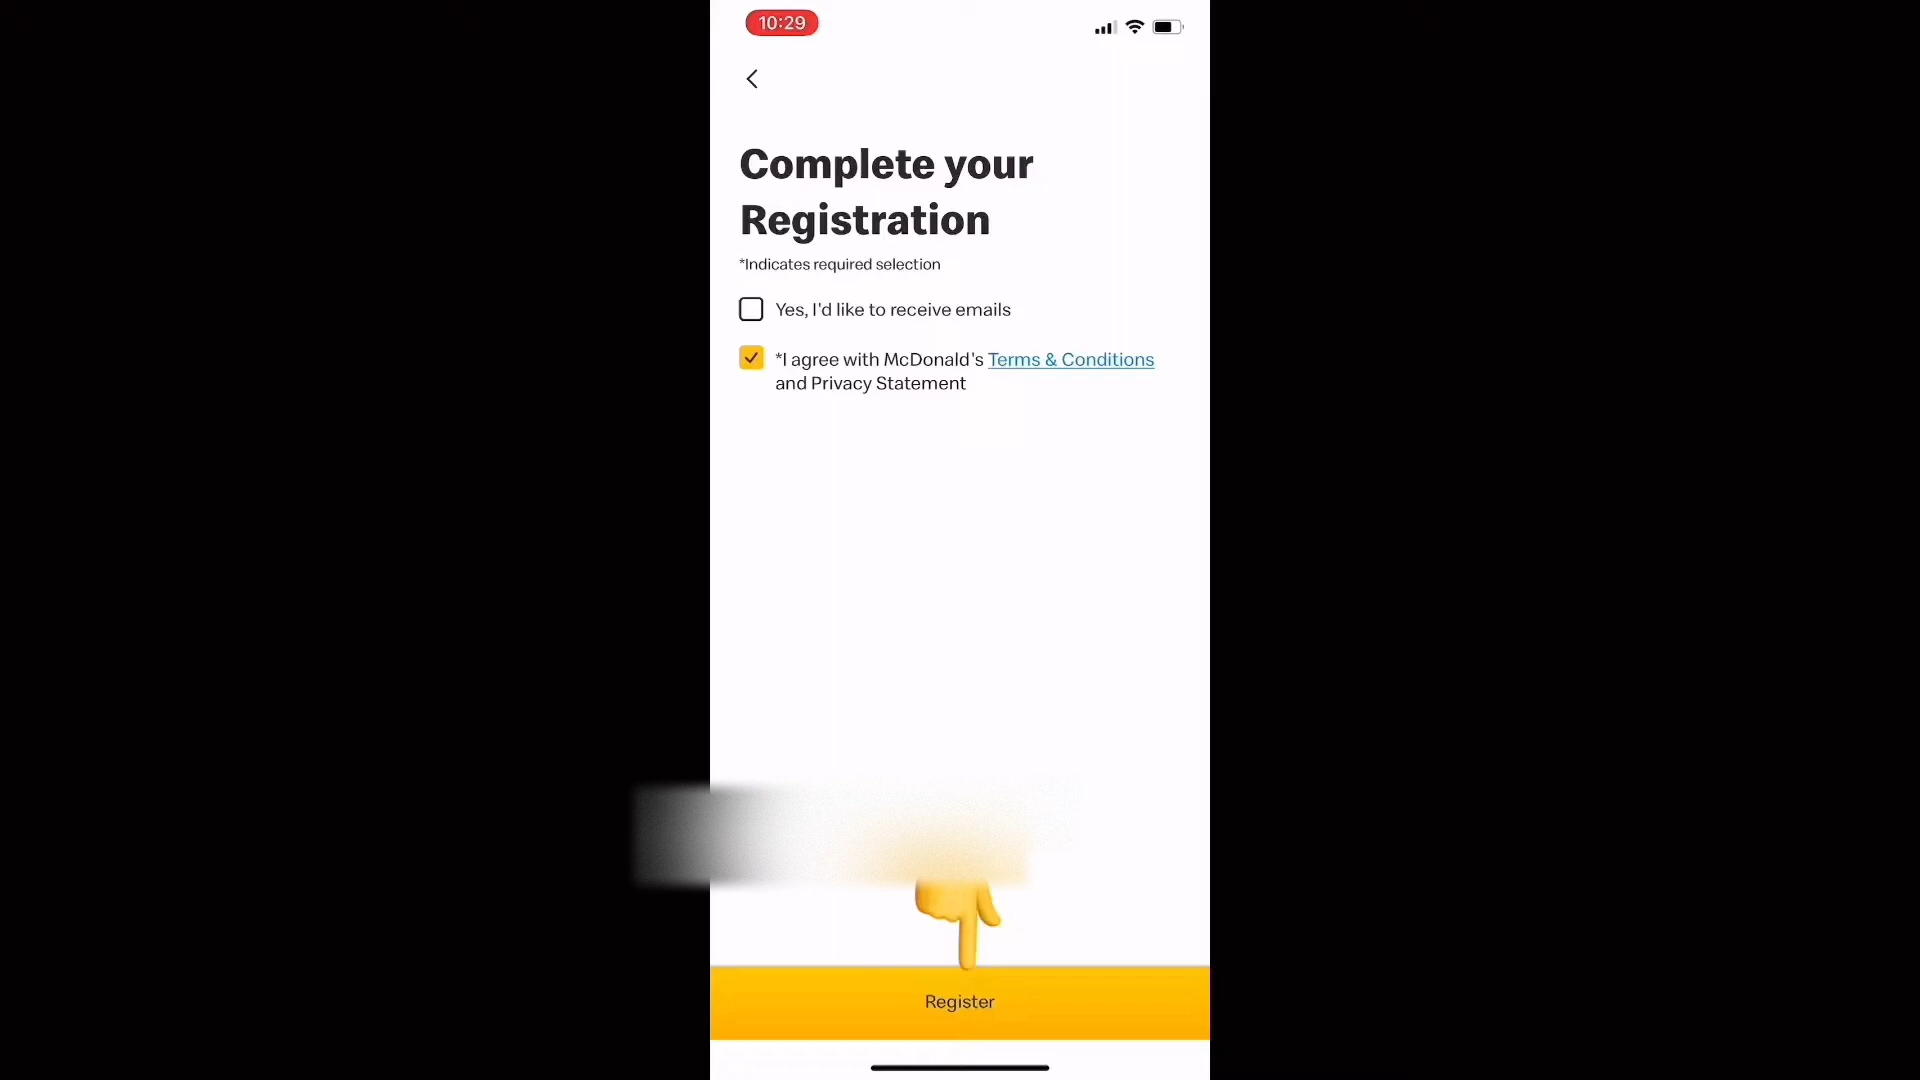 10:29
Complete your
Registration
*Indicates required selection
Yes, I'd like to receive emails
*I agree with McDonald's Terms & Conditions
and Privacy Statement
Register